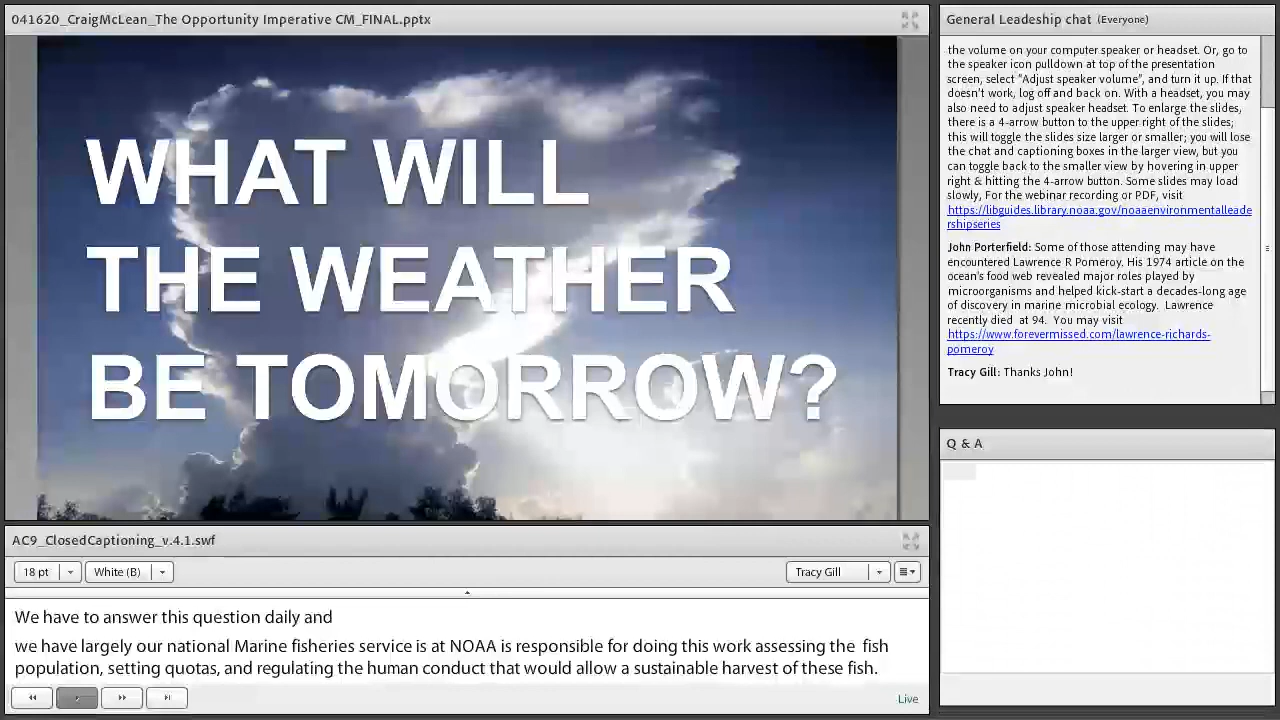 041620_CraigMcLean_The Opportunity Imperative CM_FINAL.pptx
WHAT WILL
THE WEATHER
BE TOMORROW?
AC9_ClosedCaptioning_v.4.1.swf
18 pt
White (B)
Tracy Gill
We have to answer this question daily and
we have largely our national Marine fisheries service is at NOAA is responsible for doing this work assessing the fish
population, setting quotas, and regulating the human conduct that would allow a sustainable harvest of these fish.
Live
General Leadeship chat (Everyone)
the volume on your computer speaker or headset. Or, go to
the speaker icon pulldown at top of the presentation
screen, select "Adjust speaker volume", and turn it up. If that
doesn't work, log off and back on. With a headset, you may
also need to adjust speaker headset. To enlarge the slides,
there is a 4-arrow button to the upper right of the slides;
this will toggle the slides size larger or smaller; you will lose
the chat and captioning boxes in the larger view, but you
can toggle back to the smaller view by hovering in upper
right & hitting the 4-arrow button. Some slides may load
slowly, For the webinar recording or PDF, visit
https://libguides.library.noaa.gov/noaaenvironmentalleade
rshipseries
John Porterfield: Some of those attending may have
encountered Lawrence R Pomeroy. His 1974 article on the
ocean's food web revealed major roles played by
microorganisms and helped kick-start a decades-long age
of discovery in marine microbial ecology. Lawrence
recently died at 94. You may visit
https://www.forevermissed.com/lawrence-richards-
pomeroy
Tracy Gill: Thanks John!
Q & A